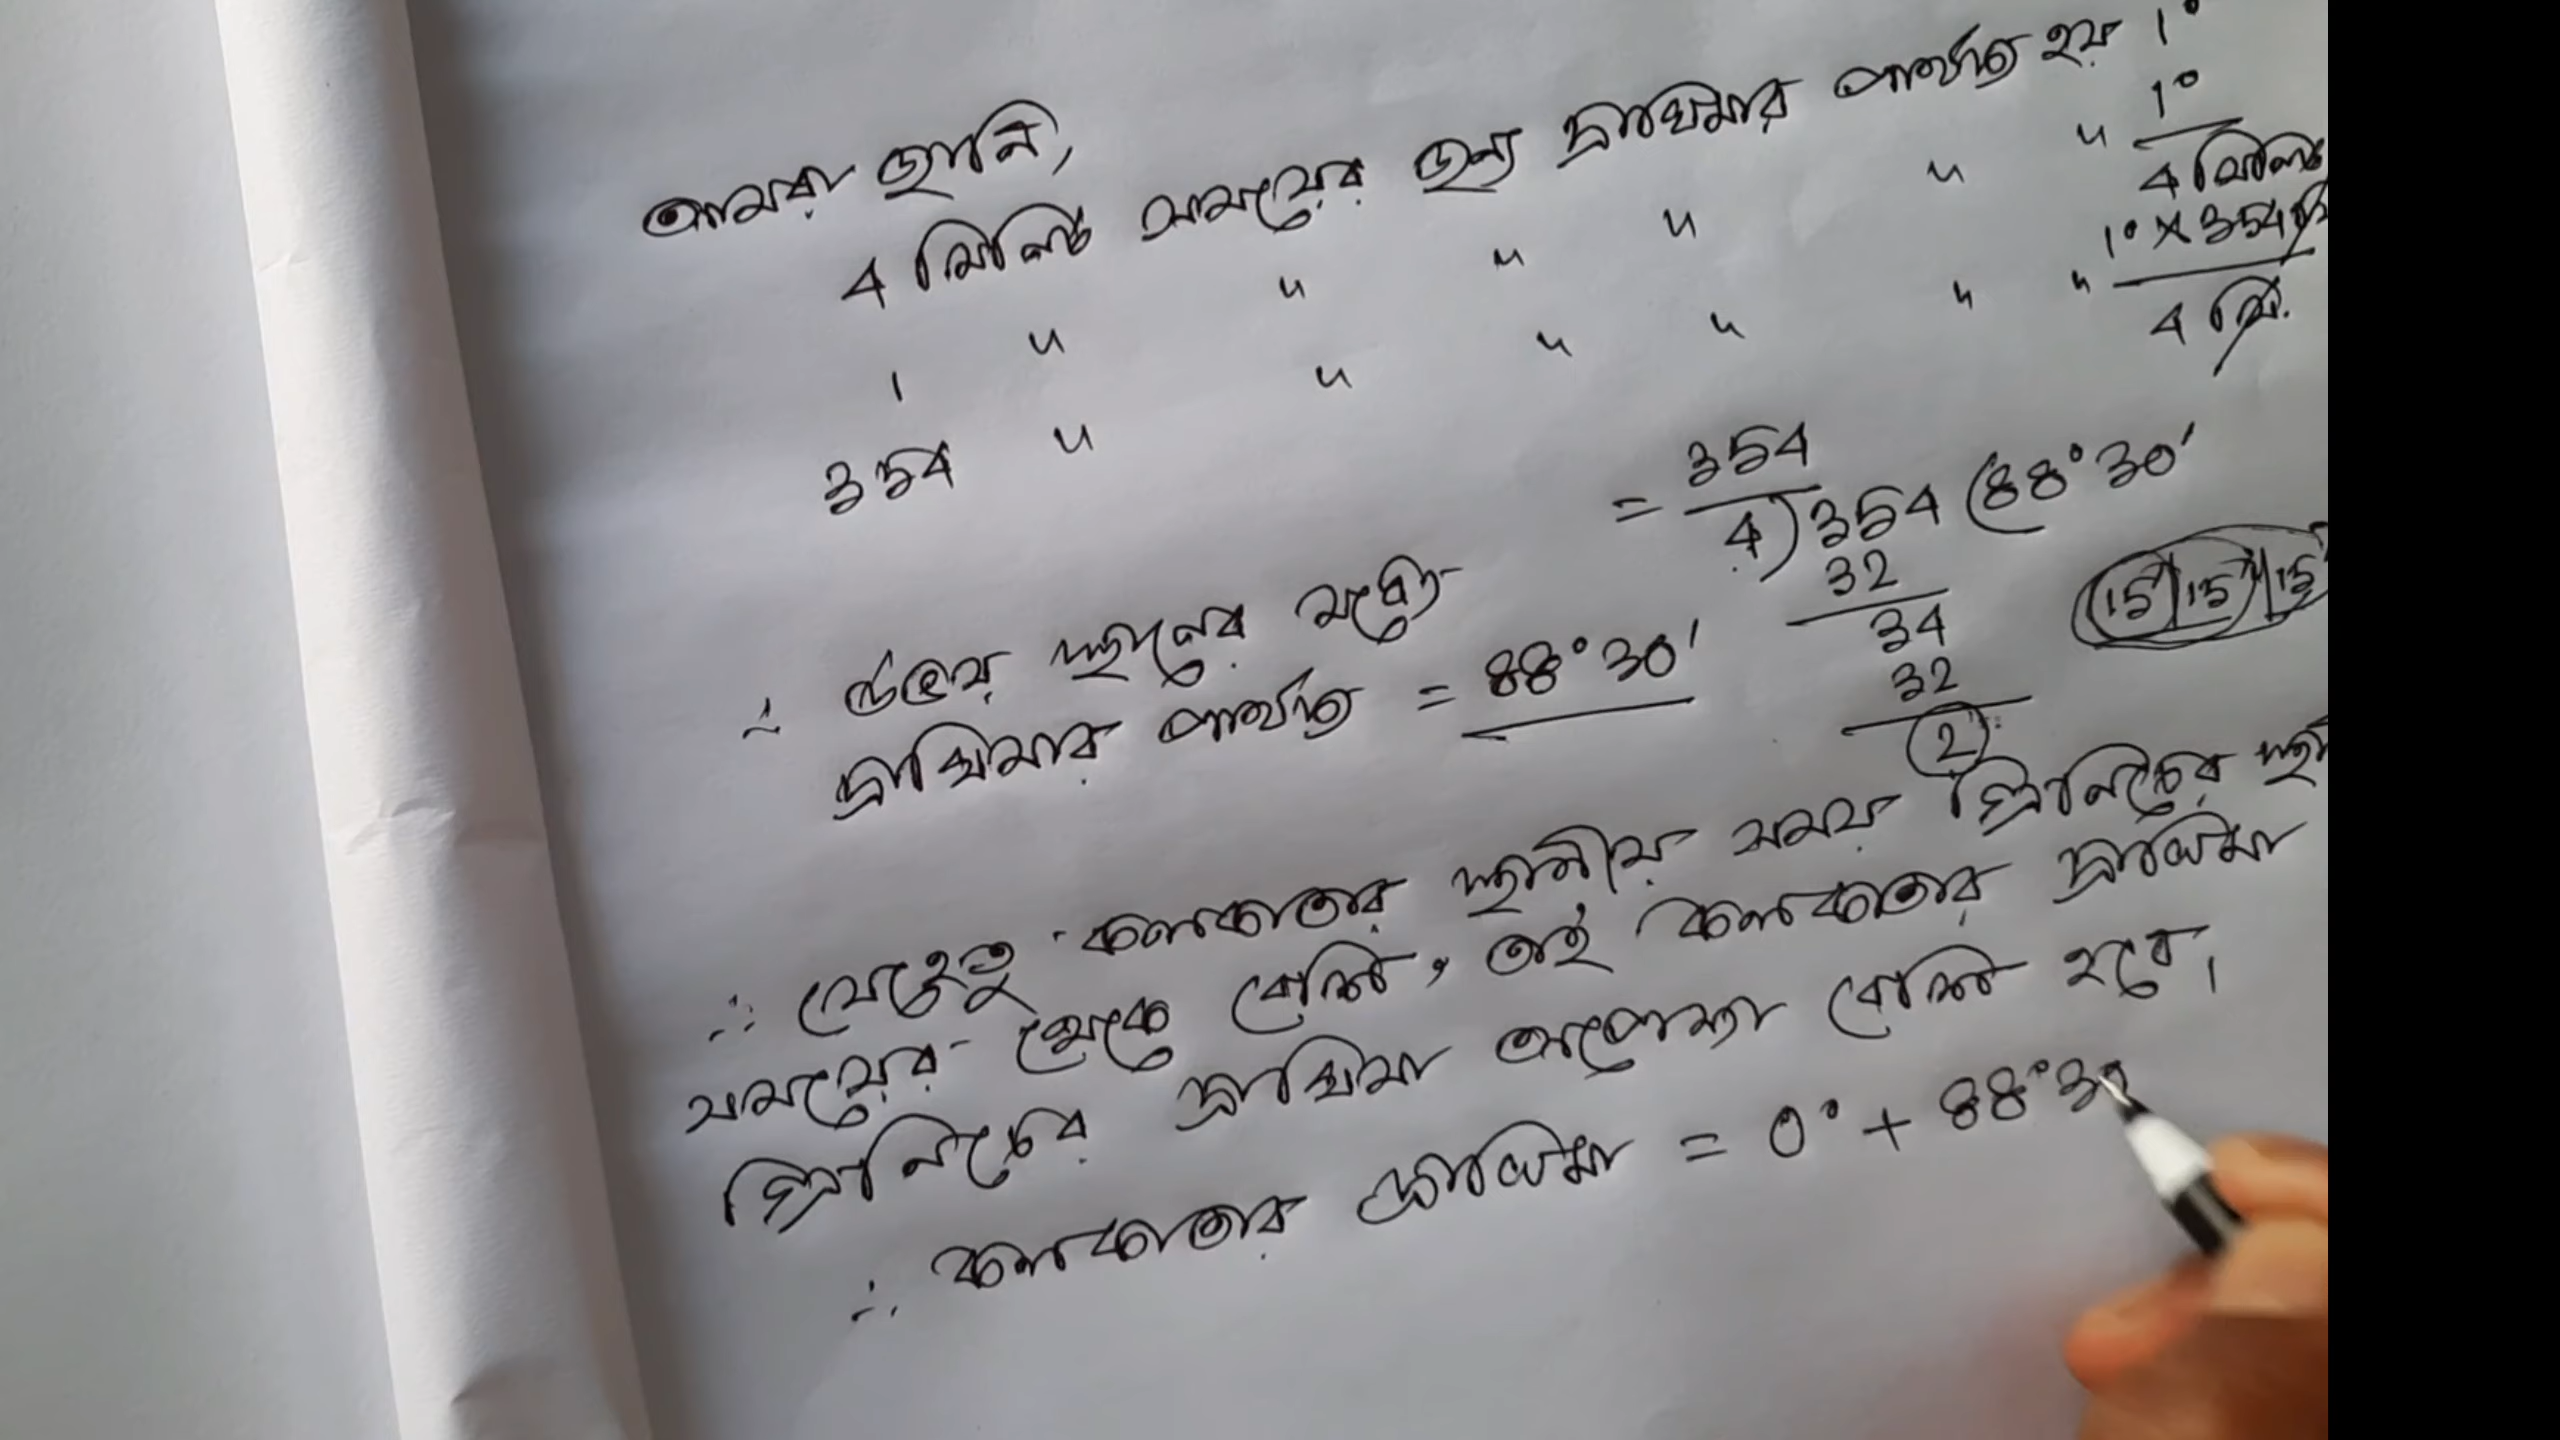 আমরা জানি,
4 মিনিট সময়ের জন্য দ্রাঘিমার পার্থক্য হয় 1°
1 " " " " " " 1°/4 মিনিট
354 " " " " " " 1° × 354 মি/4 মি.
= 354/4
4)354(88°30'
32
34
32
2
15 | 15 | 15
∴ উভয় স্থানের মধ্যে
দ্রাঘিমার পার্থক্য = 88°30'
∴ যেহেতু কলকাতার স্থানীয় সময় গ্রিনিচের
সময়ের থেকে বেশি, তাই কলকাতার দ্রাঘিমা
গ্রিনিচের দ্রাঘিমা অপেক্ষা বেশি হবে।
∴ কলকাতার দ্রাঘিমা = 0° + 88°30